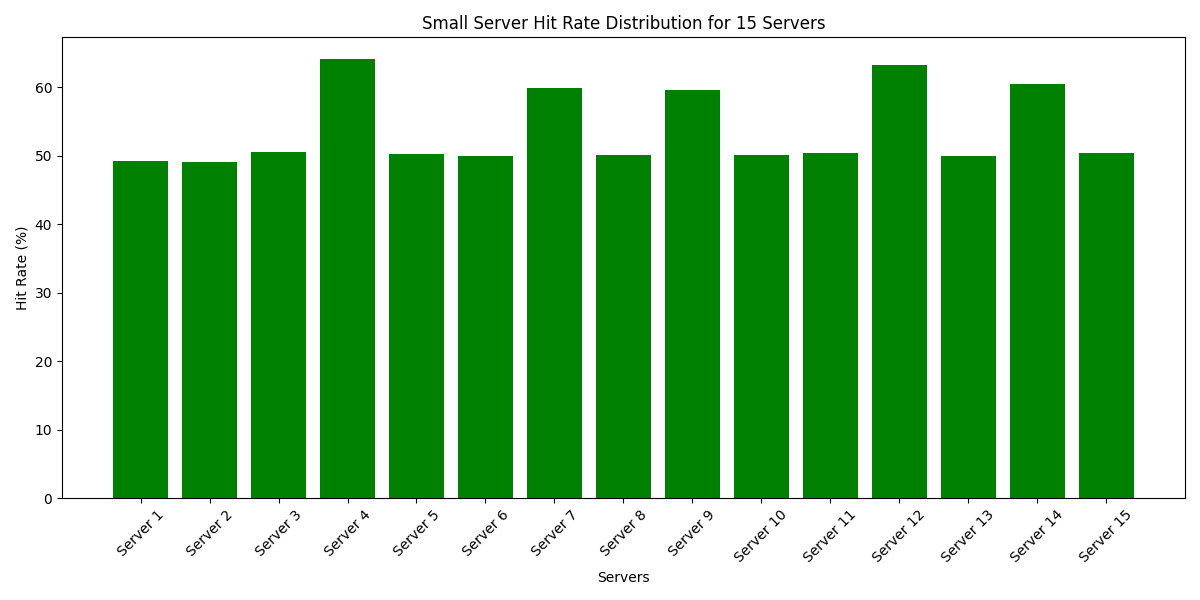 Small Server Hit Rate Distribution for 15 Servers
Hit Rate (%)
60
50
40
30
20
10
0
Server 1
Server 2
Server 3
Server 4
Server 5
Server 6
Server 7
Server 8
Server 9
Server 10
Server 11
Server 12
Server 13
Server 14
Server 15
Servers